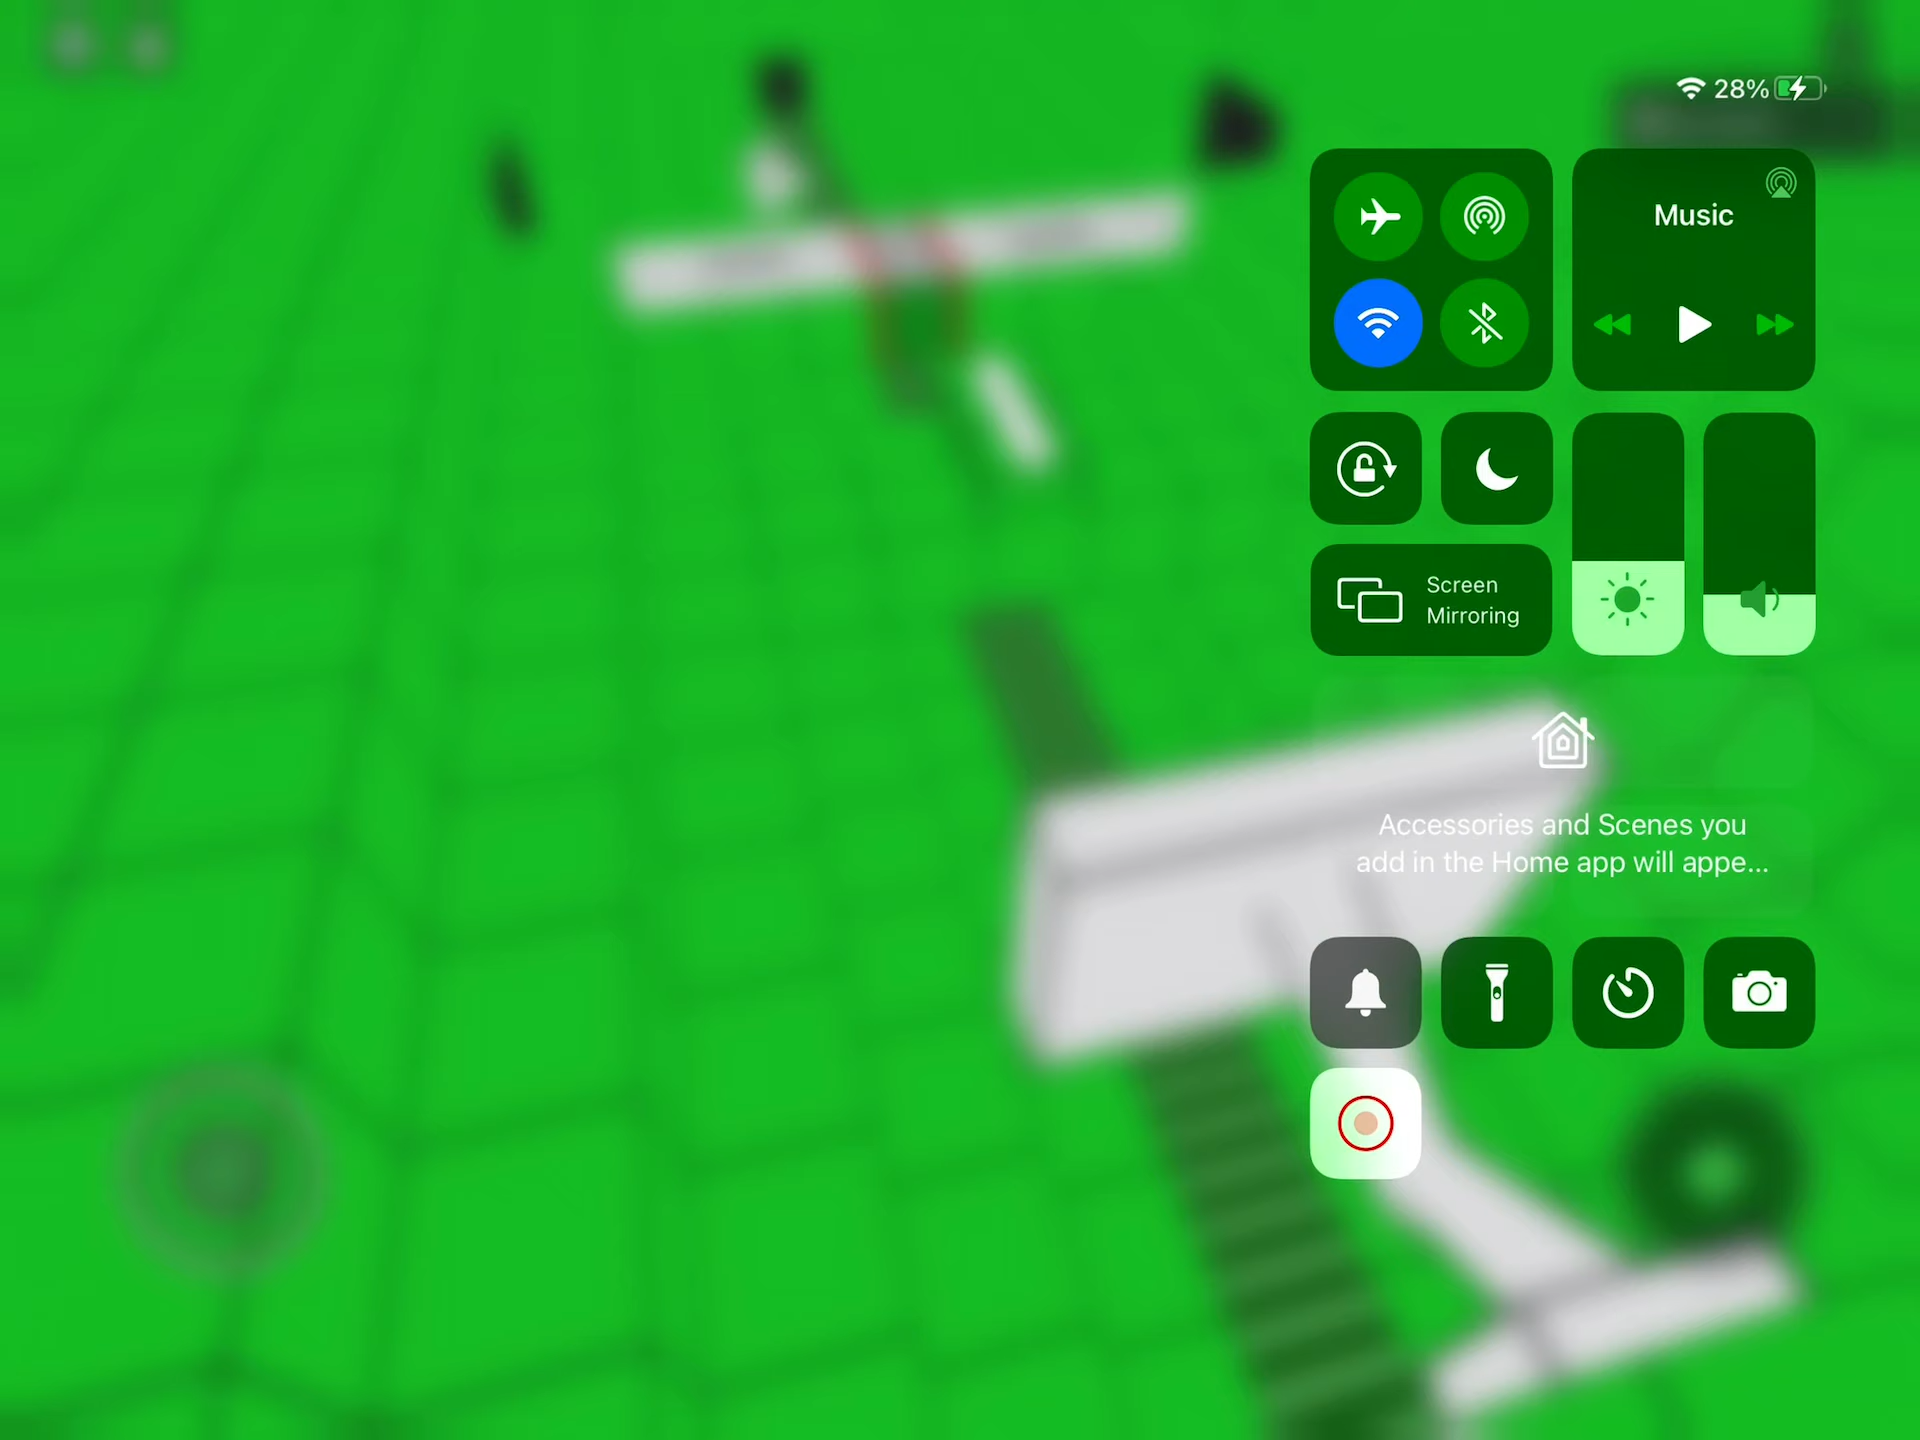 28%
Music
Screen
Mirroring
Accessories and Scenes you
add in the Home app will appe...